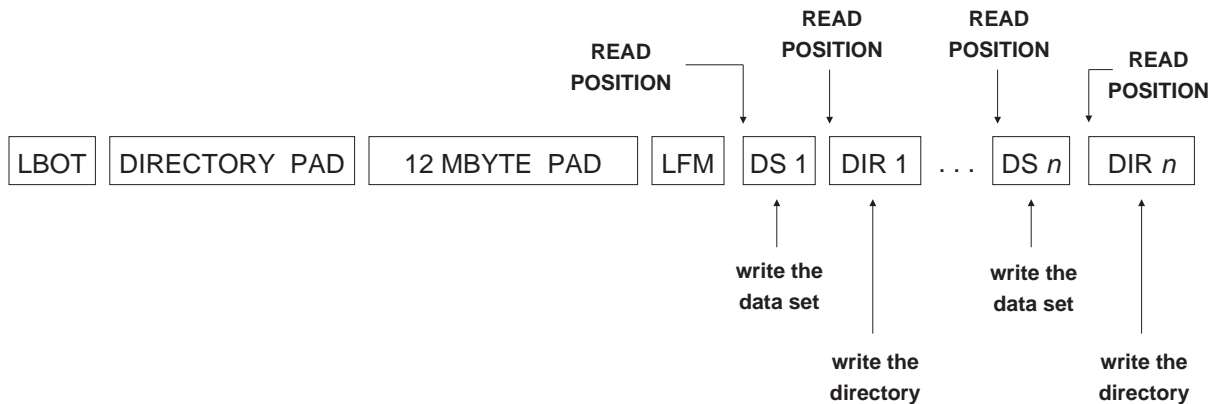 READ
POSITION
READ
POSITION
READ
POSITION
READ
POSITION
LBOT DIRECTORY PAD 12 MBYTE PAD LFM DS 1 DIR 1 . . . DS n DIR n
write the
data set
write the
data set
write the
directory
write the
directory